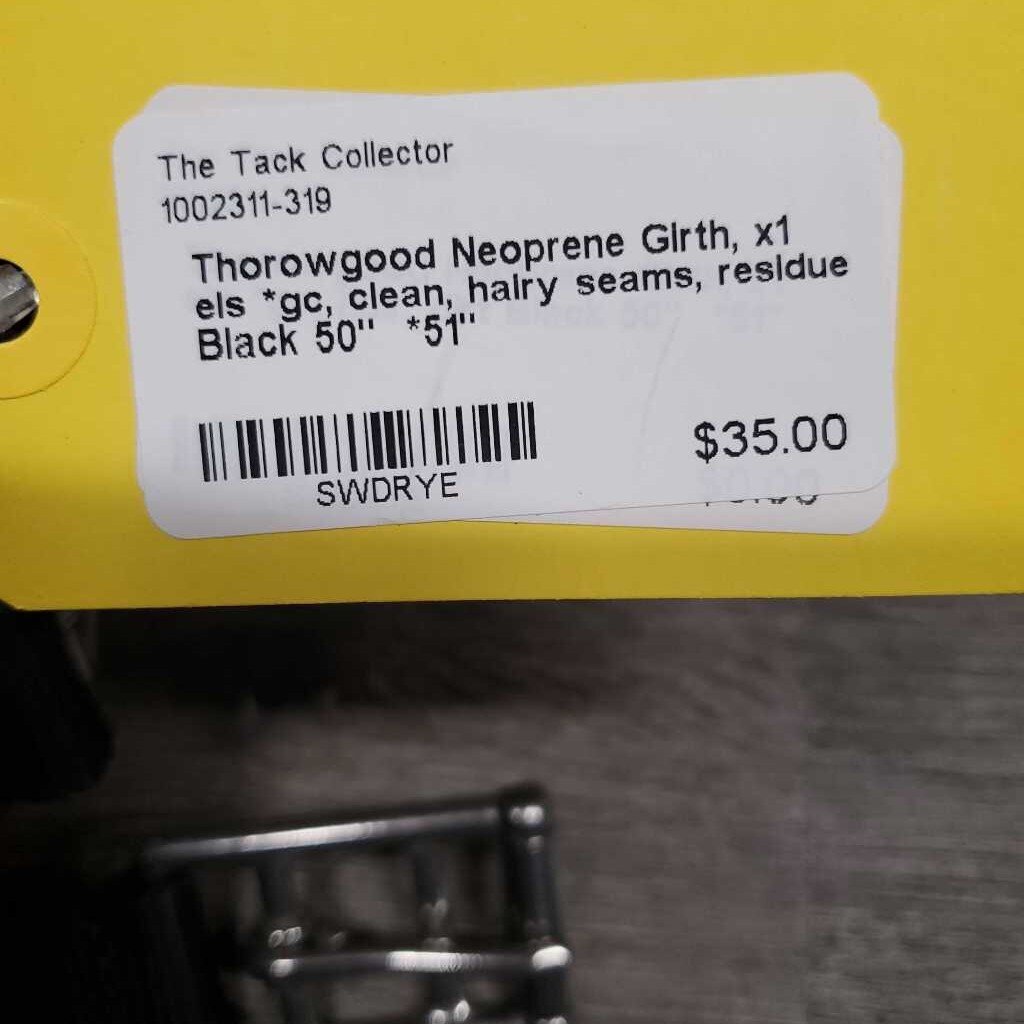 The Tack Collector
1002311-319
Thorowgood Neoprene Girth, x1
els *gc, clean, hairy seams, residue
Black 50" *51"
$35.00
SWDRYE